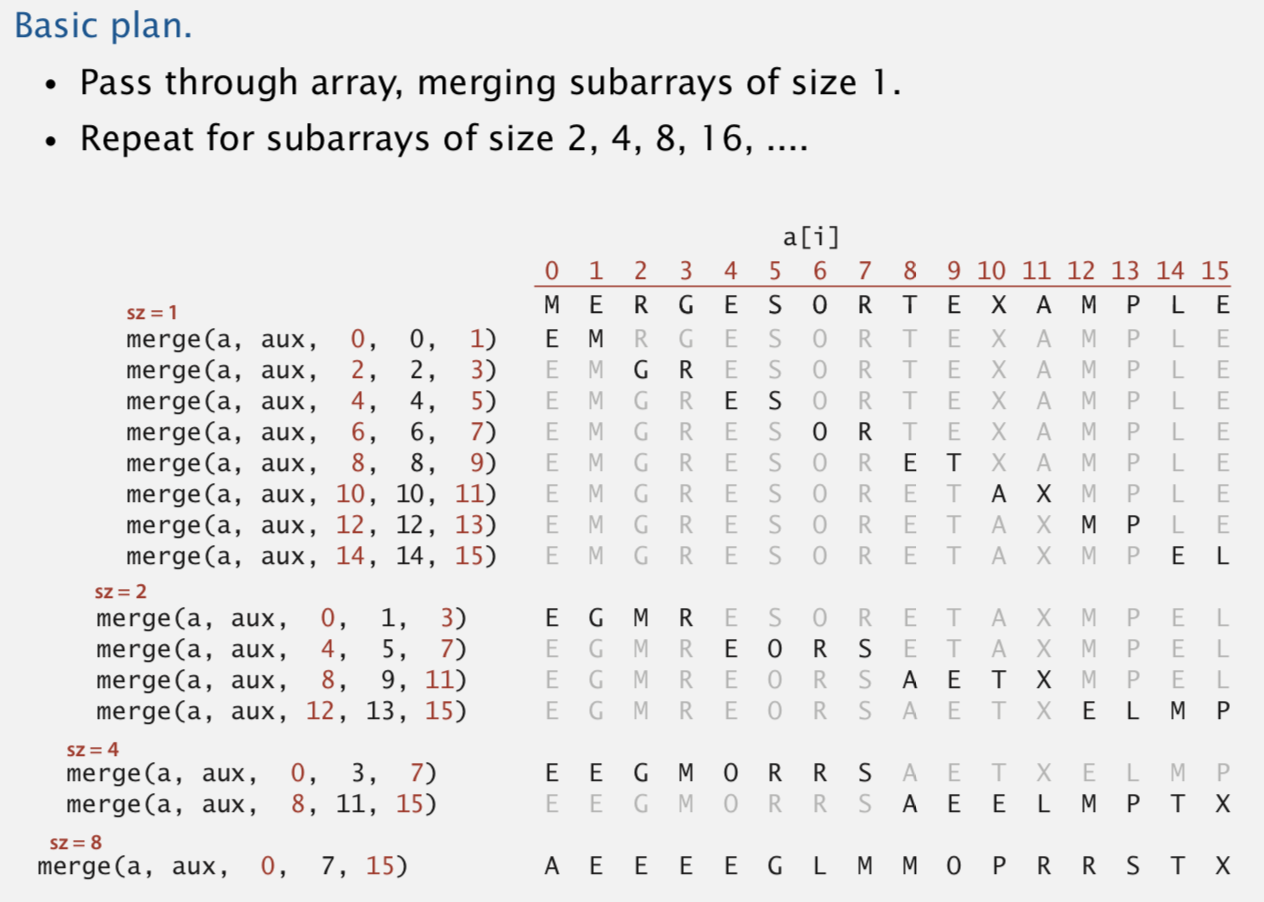 Basic plan.
• Pass through array, merging subarrays of size 1.
• Repeat for subarrays of size 2, 4, 8, 16, ....
a[i]
0 1 2 3 4 5 6 7 8 9 10 11 12 13 14 15
sz = 1 M E R G E S O R T E X A M P L E
merge(a, aux, 0, 0, 1) E M R G E S O R T E X A M P L E
merge(a, aux, 2, 2, 3) E M G R E S O R T E X A M P L E
merge(a, aux, 4, 4, 5) E M G R E S O R T E X A M P L E
merge(a, aux, 6, 6, 7) E M G R E S O R T E X A M P L E
merge(a, aux, 8, 8, 9) E M G R E S O R E T X A M P L E
merge(a, aux, 10, 10, 11) E M G R E S O R E T A X M P L E
merge(a, aux, 12, 12, 13) E M G R E S O R E T A X M P L E
merge(a, aux, 14, 14, 15) E M G R E S O R E T A X M P E L
sz = 2
merge(a, aux, 0, 1, 3) E G M R E S O R E T A X M P E L
merge(a, aux, 4, 5, 7) E G M R E O R S E T A X M P E L
merge(a, aux, 8, 9, 11) E G M R E O R S A E T X M P E L
merge(a, aux, 12, 13, 15) E G M R E O R S A E T X E L M P
sz = 4
merge(a, aux, 0, 3, 7) E E G M O R R S A E T X E L M P
merge(a, aux, 8, 11, 15) E E G M O R R S A E E L M P T X
sz = 8
merge(a, aux, 0, 7, 15) A E E E E G L M M O P R R S T X